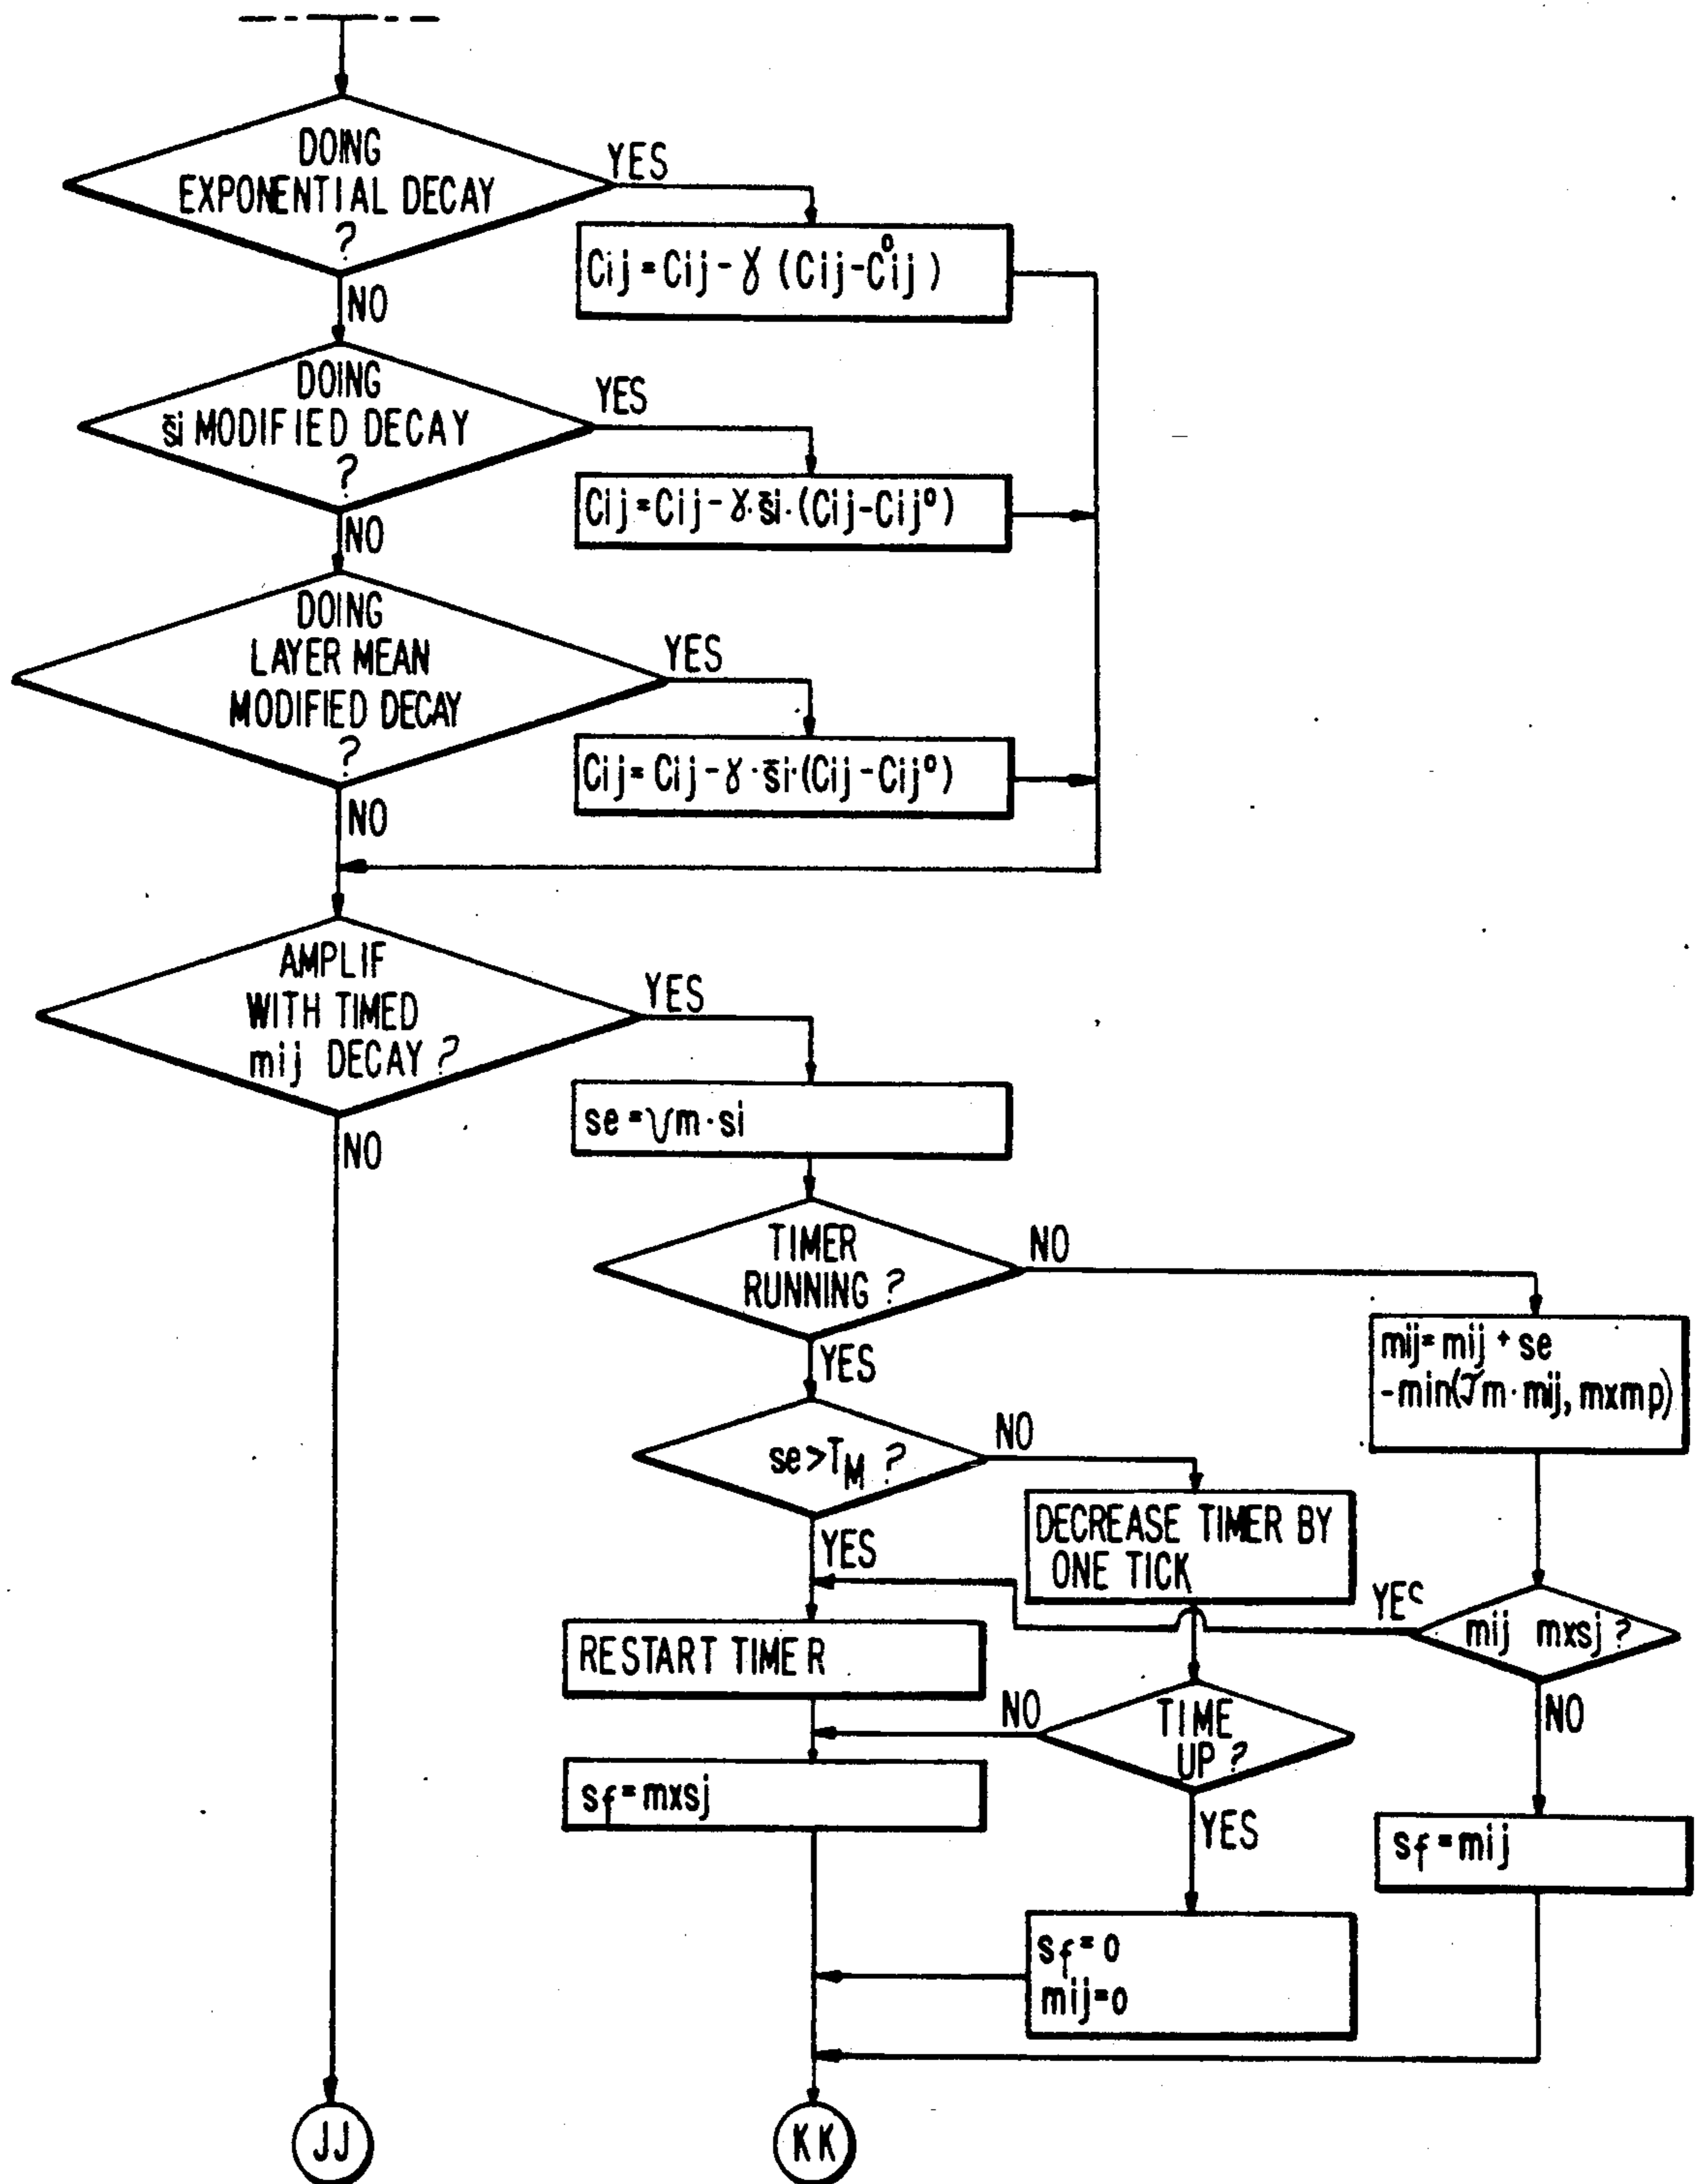 DOING
EXPONENTIAL DECAY
?
YES
Cij = Cij - γ (Cij - C°ij )
NO
DOING
s̄i MODIFIED DECAY
?
YES
Cij = Cij - γ · s̄i · (Cij - Cij°)
NO
DOING
LAYER MEAN
MODIFIED DECAY
?
YES
Cij = Cij - γ · s̄i · (Cij - Cij°)
NO
AMPLIF
WITH TIMED
mij DECAY ?
YES
NO
se = √m · si
TIMER
RUNNING ?
NO
YES
mij = mij + se
-min(γm · mij, mxmp)
se > TM ?
NO
YES
DECREASE TIMER BY
ONE TICK
YES
mij mxsj ?
NO
RESTART TIMER
NO
TIME
UP ?
YES
sf = mxsj
sf = mij
sf = 0
mij = 0
JJ
KK